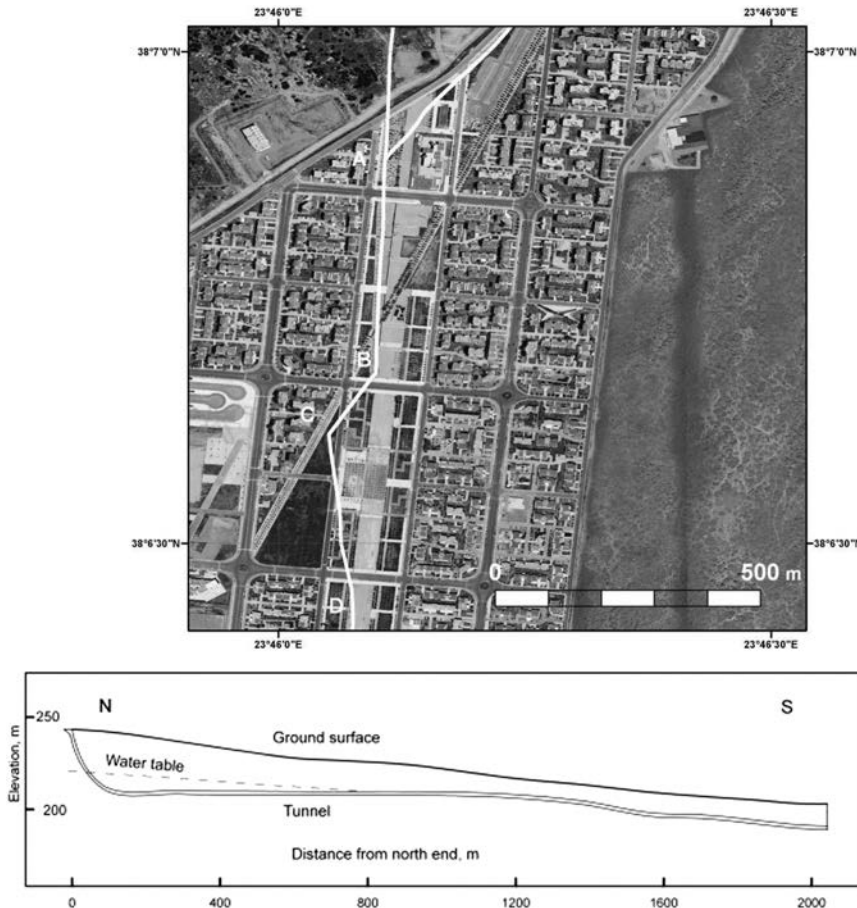 23°46'0"E 23°46'30"E
38°7'0"N 38°7'0"N
A
B
C
38°6'30"N 38°6'30"N
0 500 m
D
23°46'0"E 23°46'30"E
N S
250
Ground surface
Elevation, m
Water table
200
Tunnel
Distance from north end, m
0 400 800 1200 1600 2000